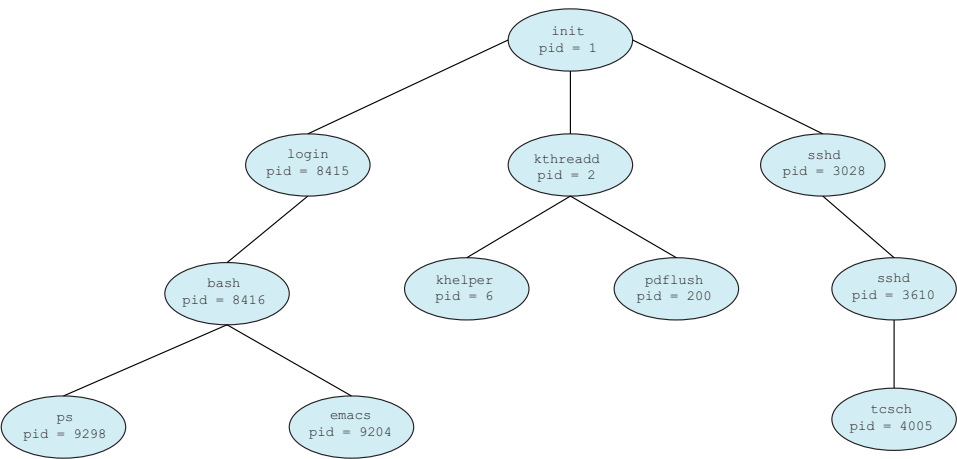 init
pid = 1
login
pid = 8415
kthreadd
pid = 2
sshd
pid = 3028
bash
pid = 8416
khelper
pid = 6
pdflush
pid = 200
sshd
pid = 3610
ps
pid = 9298
emacs
pid = 9204
tcsch
pid = 4005